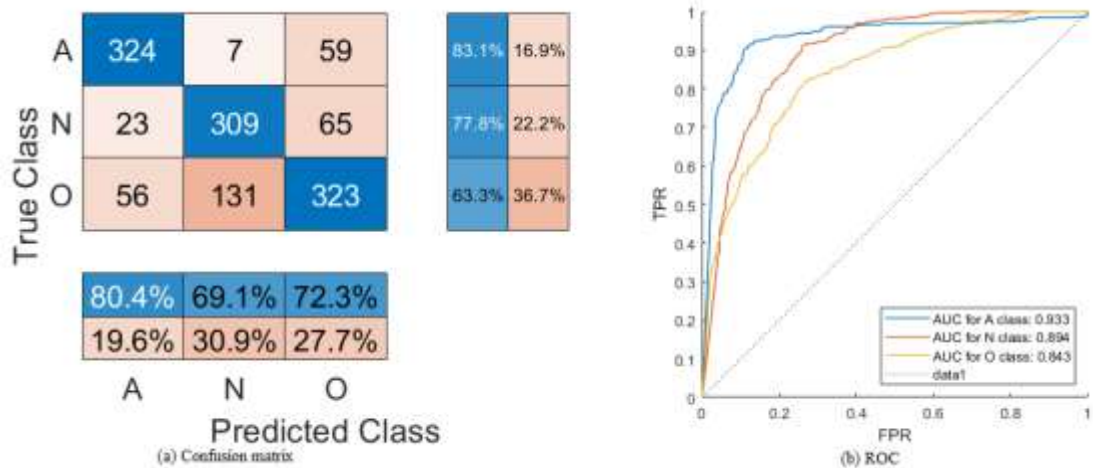 True Class
A 324 7 59 83.1% 16.9%
N 23 309 65 77.8% 22.2%
O 56 131 323 63.3% 36.7%
80.4% 69.1% 72.3%
19.6% 30.9% 27.7%
A N O
Predicted Class
(a) Confusion matrix
1
0.9
0.8
0.7
0.6
0.5
0.4
0.3
0.2
0.1
0
TPR
AUC for A class: 0.933
AUC for N class: 0.894
AUC for O class: 0.843
data1
0 0.2 0.4 0.6 0.8 1
FPR
(b) ROC